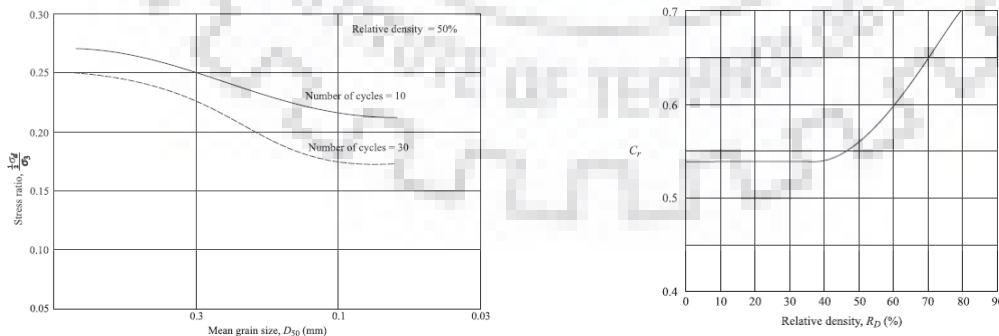 0.30
0.25
0.20
0.15
0.10
0.05
Stress ratio, ½σd/σ3
Relative density = 50%
Number of cycles = 10
Number of cycles = 30
0.3
0.1
0.03
Mean grain size, D50 (mm)
0.7
0.6
0.5
0.4
Cr
0 10 20 30 40 50 60 70 80 90
Relative density, RD (%)
OF TECHN